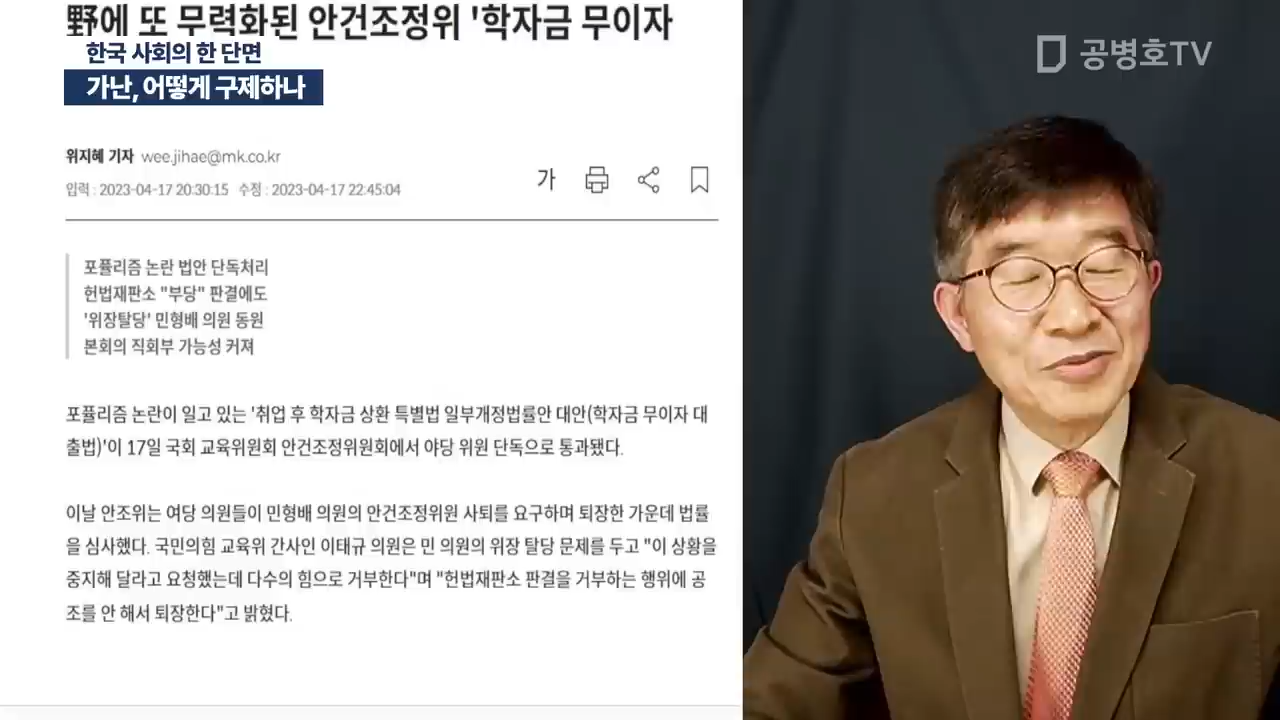 野에 또 무력화된 안건조정위 '학자금 무이자
한국 사회의 한 단면
가난, 어떻게 구제하나
공병호TV
위지혜 기자 wee.jihae@mk.co.kr
입력 : 2023-04-17 20:30:15 수정 : 2023-04-17 22:45:04
가
포퓰리즘 논란 법안 단독처리
헌법재판소 "부당" 판결에도
'위장탈당' 민형배 의원 동원
본회의 직회부 가능성 커져
포퓰리즘 논란이 일고 있는 '취업 후 학자금 상환 특별법 일부개정법률안 대안(학자금 무이자 대
출법)'이 17일 국회 교육위원회 안건조정위원회에서 야당 위원 단독으로 통과됐다.
이날 안조위는 여당 의원들이 민형배 의원의 안건조정위원 사퇴를 요구하며 퇴장한 가운데 법률
을 심사했다. 국민의힘 교육위 간사인 이태규 의원은 민 의원의 위장 탈당 문제를 두고 "이 상황을
중지해 달라고 요청했는데 다수의 힘으로 거부한다"며 "헌법재판소 판결을 거부하는 행위에 공
조를 안 해서 퇴장한다"고 밝혔다.